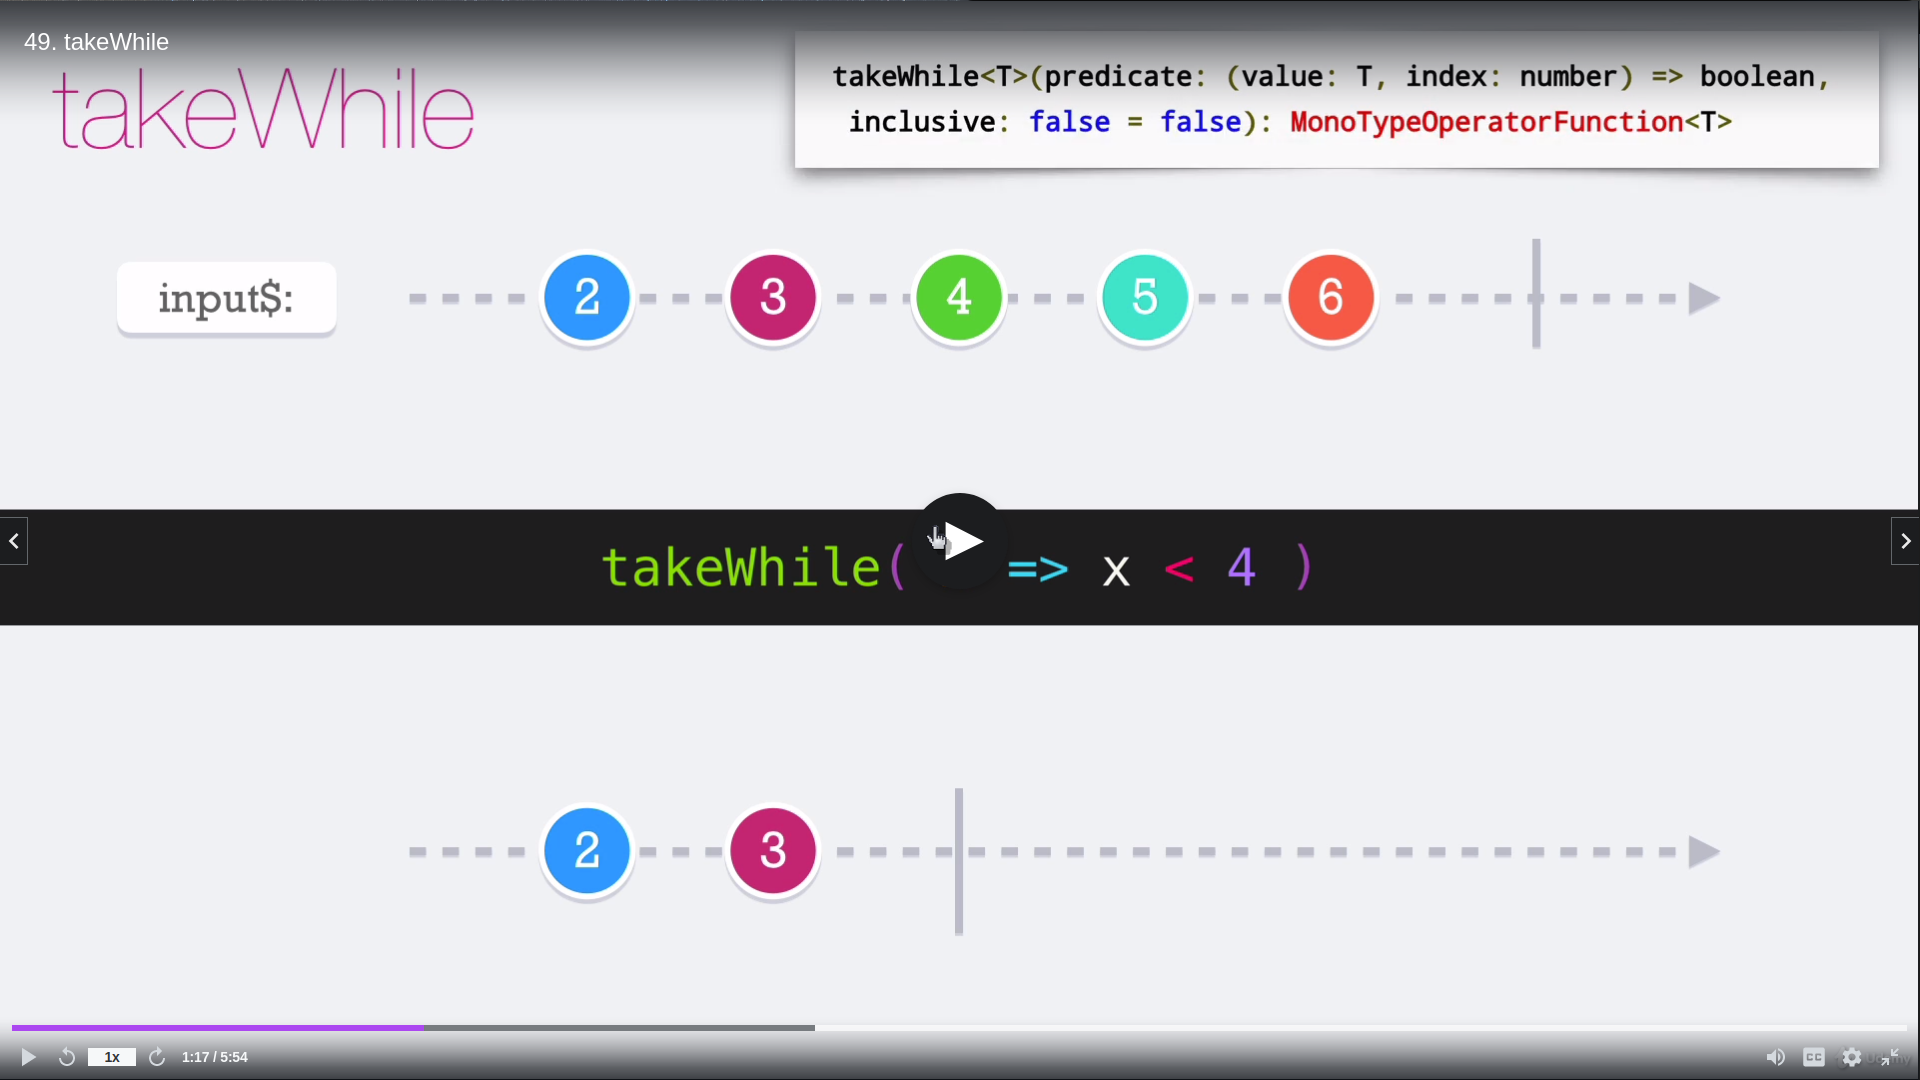 49. takeWhile
takeWhile
takeWhile<T>(predicate: (value: T, index: number) => boolean,
inclusive: false = false): MonoTypeOperatorFunction<T>
input$:
2 3 4 5 6
takeWhile( => x < 4 )
2 3
1x
1:17 / 5:54
CC